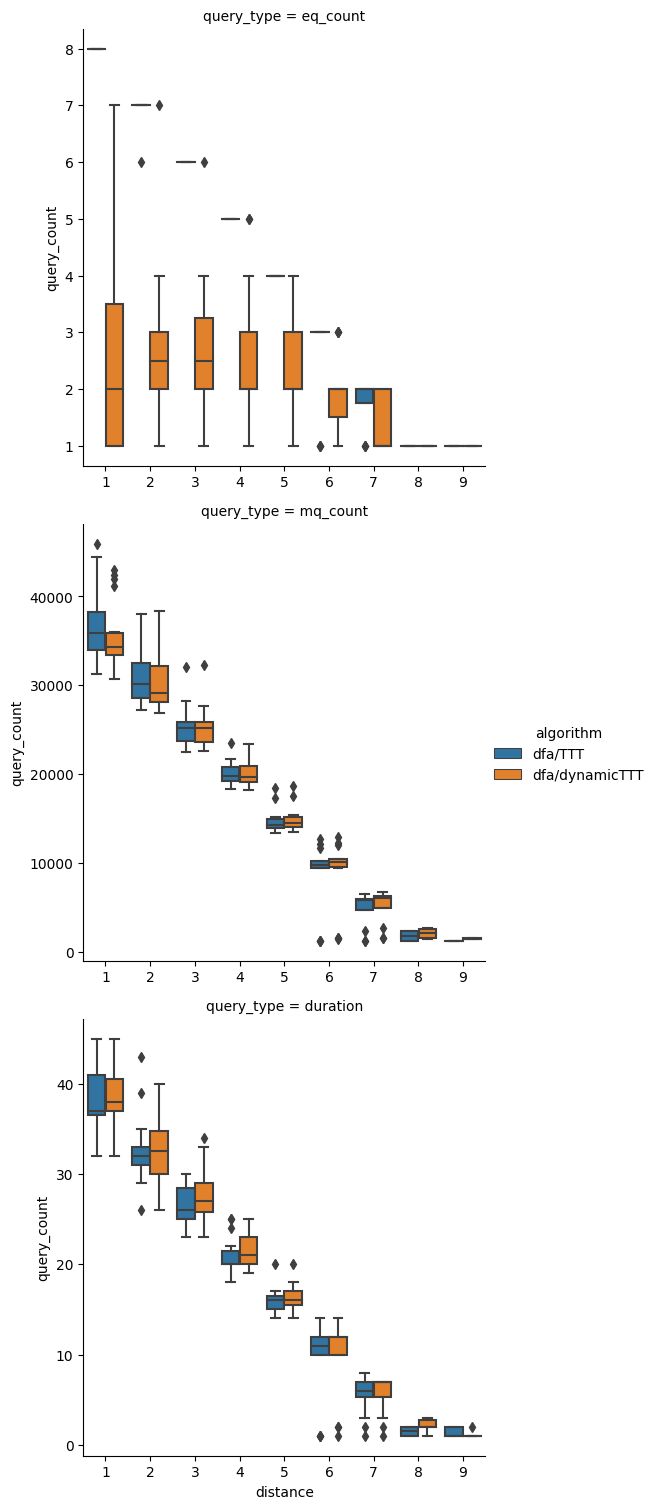 query_type = eq_count
8
7
6
5
4
3
2
1
query_count
1 2 3 4 5 6 7 8 9
query_type = mq_count
40000
30000
20000
10000
0
query_count
1 2 3 4 5 6 7 8 9
algorithm
dfa/TTT
dfa/dynamicTTT
query_type = duration
40
30
20
10
0
query_count
1 2 3 4 5 6 7 8 9
distance